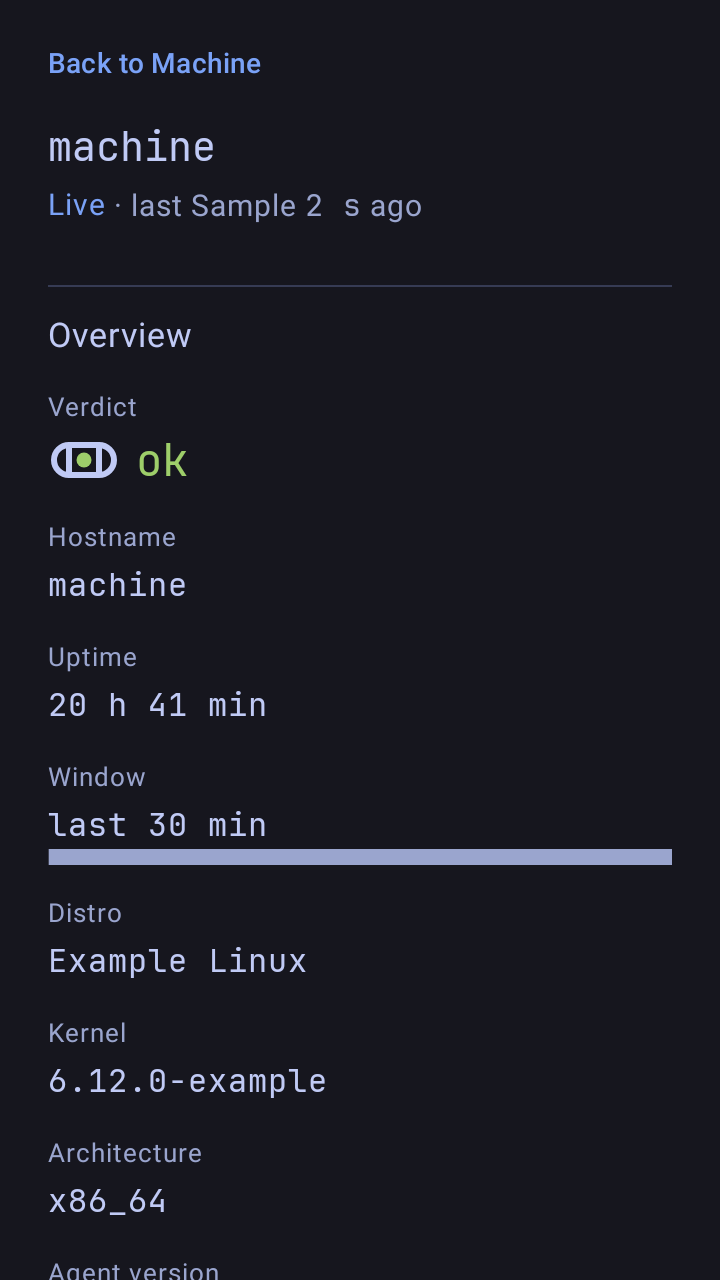 Back to Machine
machine
Live · last Sample 2 s ago
Overview
Verdict
ok
Hostname
machine
Uptime
20 h 41 min
Window
last 30 min
Distro
Example Linux
Kernel
6.12.0-example
Architecture
x86_64
Agent version